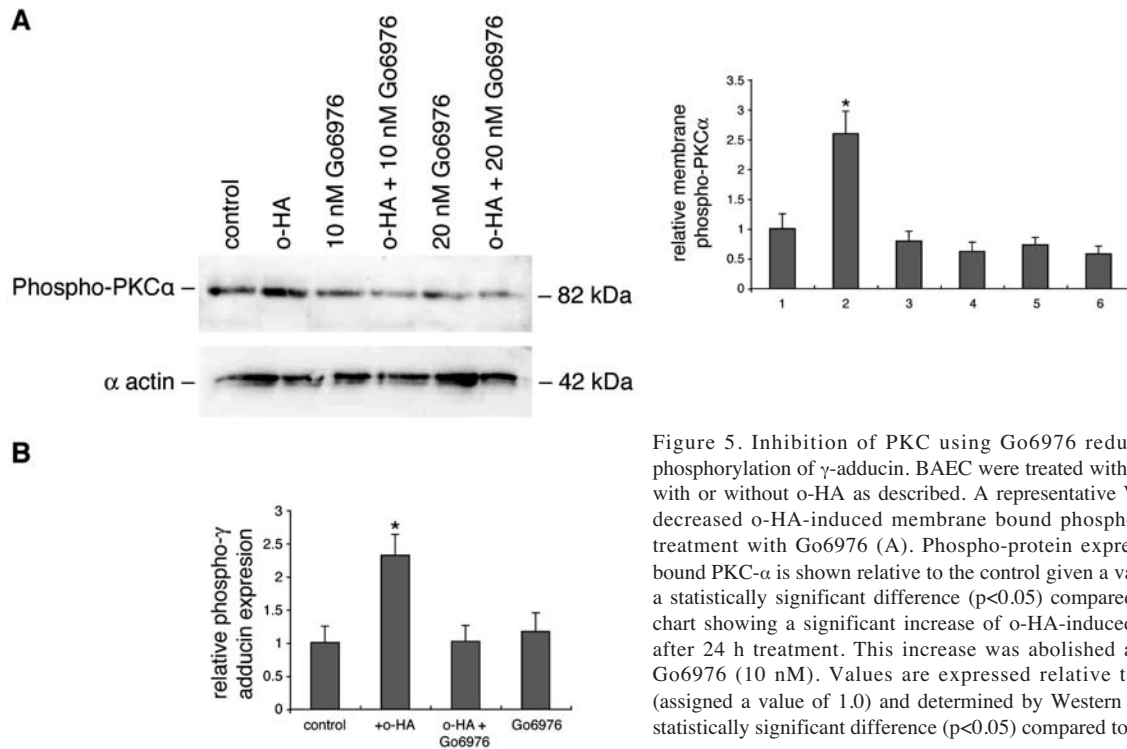 A
control
o-HA
10 nM Go6976
o-HA + 10 nM Go6976
20 nM Go6976
o-HA + 20 nM Go6976
Phospho-PKCα –
– 82 kDa
α actin –
– 42 kDa
relative membrane
phospho-PKCα
3.5
3
2.5
2
1.5
1
0.5
0
*
1 2 3 4 5 6
B
relative phospho-γ
adducin expresion
3
2.5
2
1.5
1
0.5
0
*
control +o-HA o-HA + Go6976
Go6976
Figure 5. Inhibition of PKC using Go6976 redu
phosphorylation of γ-adducin. BAEC were treated with
with or without o-HA as described. A representative
decreased o-HA-induced membrane bound phospho
treatment with Go6976 (A). Phospho-protein expre
bound PKC-α is shown relative to the control given a va
a statistically significant difference (p<0.05) compared
chart showing a significant increase of o-HA-induced
after 24 h treatment. This increase was abolished a
Go6976 (10 nM). Values are expressed relative t
(assigned a value of 1.0) and determined by Western
statistically significant difference (p<0.05) compared to